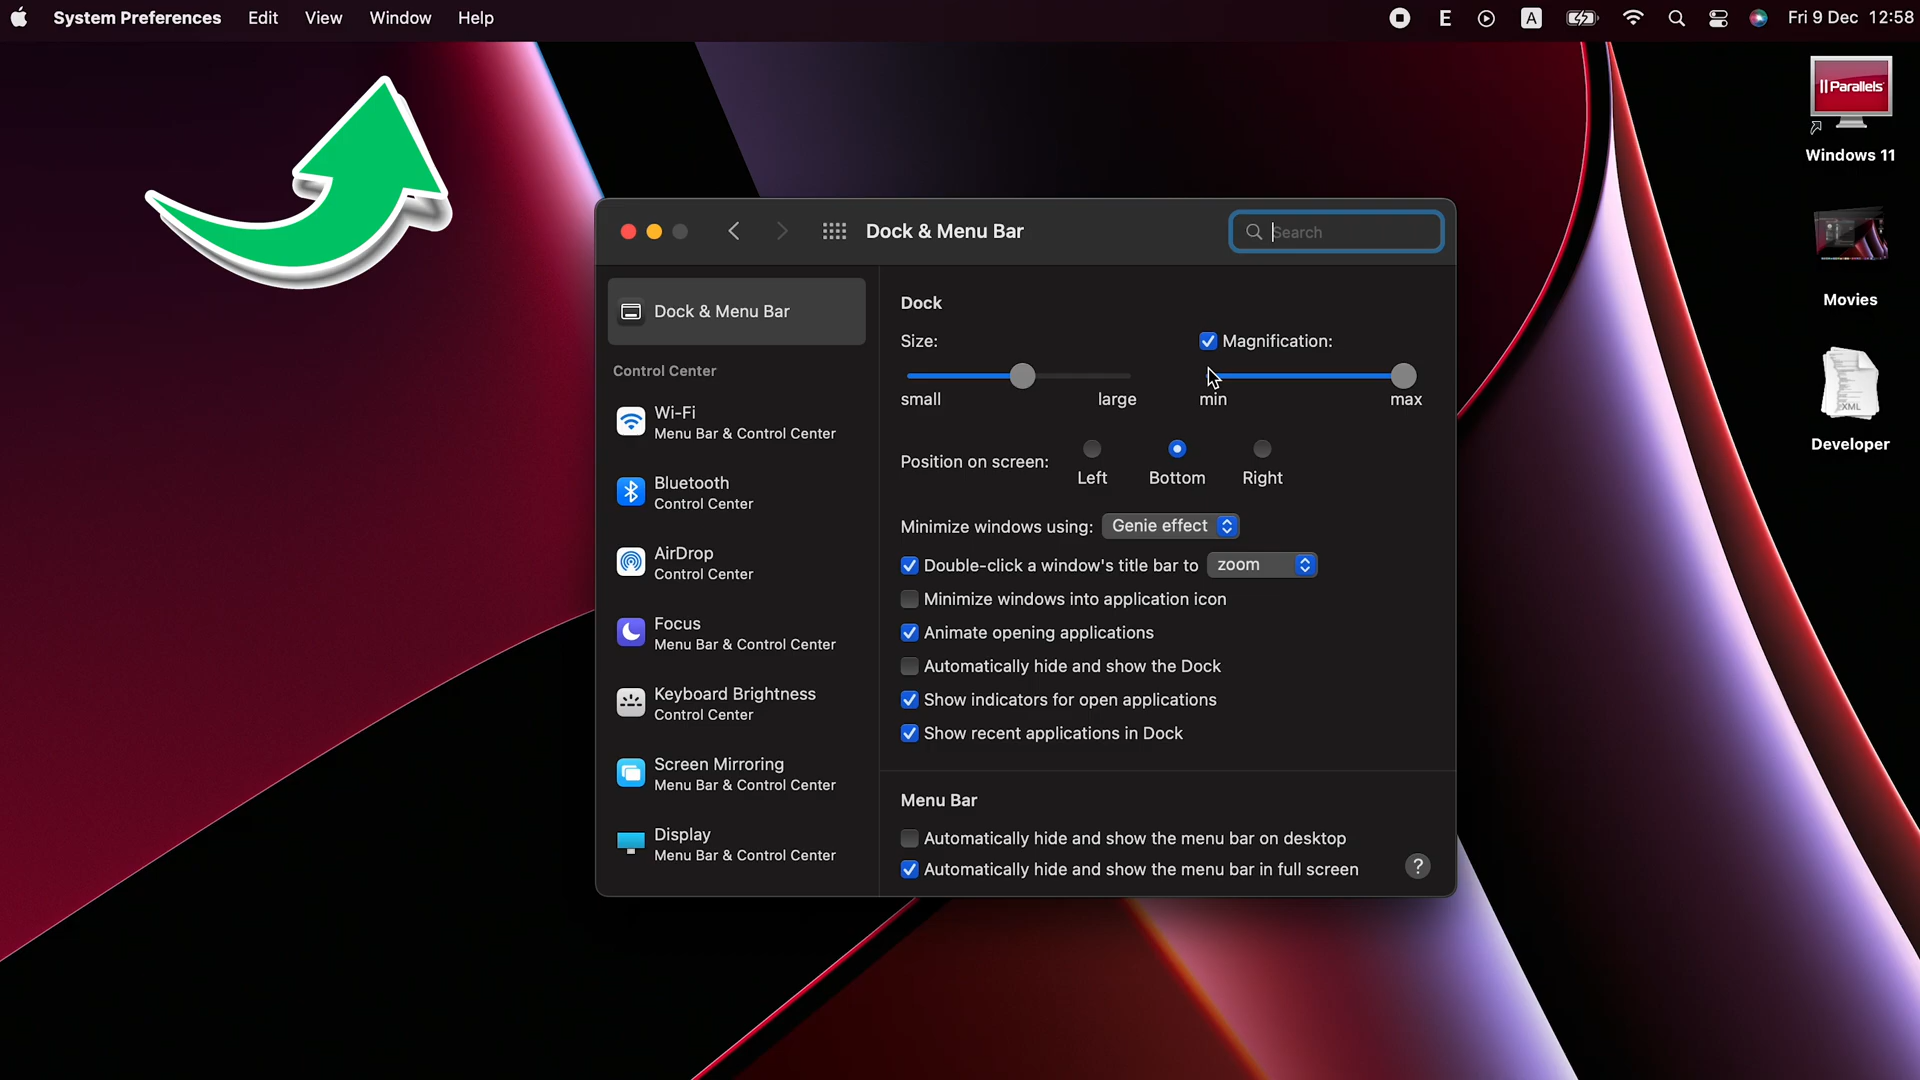 System Preferences Edit View Window Help E A Fri 9 Dec 12:58
Parallels
Windows 11
Movies
XML
Developer
Dock & Menu Bar
Search
Dock & Menu Bar
Control Center
Wi-Fi
Menu Bar & Control Center
Bluetooth
Control Center
AirDrop
Control Center
Focus
Menu Bar & Control Center
Keyboard Brightness
Control Center
Screen Mirroring
Menu Bar & Control Center
Display
Menu Bar & Control Center
Dock
Size: Magnification:
small large min max
Position on screen: Left Bottom Right
Minimize windows using: Genie effect
Double-click a window's title bar to zoom
Minimize windows into application icon
Animate opening applications
Automatically hide and show the Dock
Show indicators for open applications
Show recent applications in Dock
Menu Bar
Automatically hide and show the menu bar on desktop
Automatically hide and show the menu bar in full screen
?